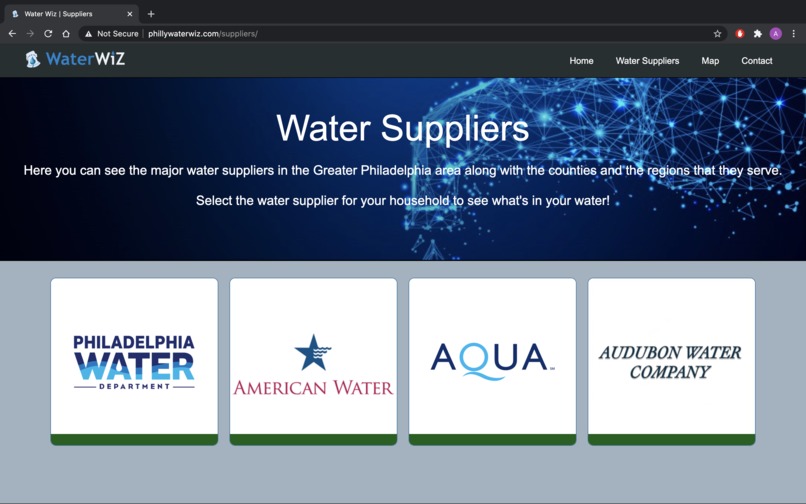 Water Wiz | Suppliers
Not Secure | phillywaterwiz.com/suppliers/
A
WaterWiZ
Home
Water Suppliers
Map
Contact
Water Suppliers
Here you can see the major water suppliers in the Greater Philadelphia area along with the counties and the regions that they serve.
Select the water supplier for your household to see what's in your water!
PHILADELPHIA
WATER
DEPARTMENT
AMERICAN WATER
AQUA
AUDUBON WATER
COMPANY